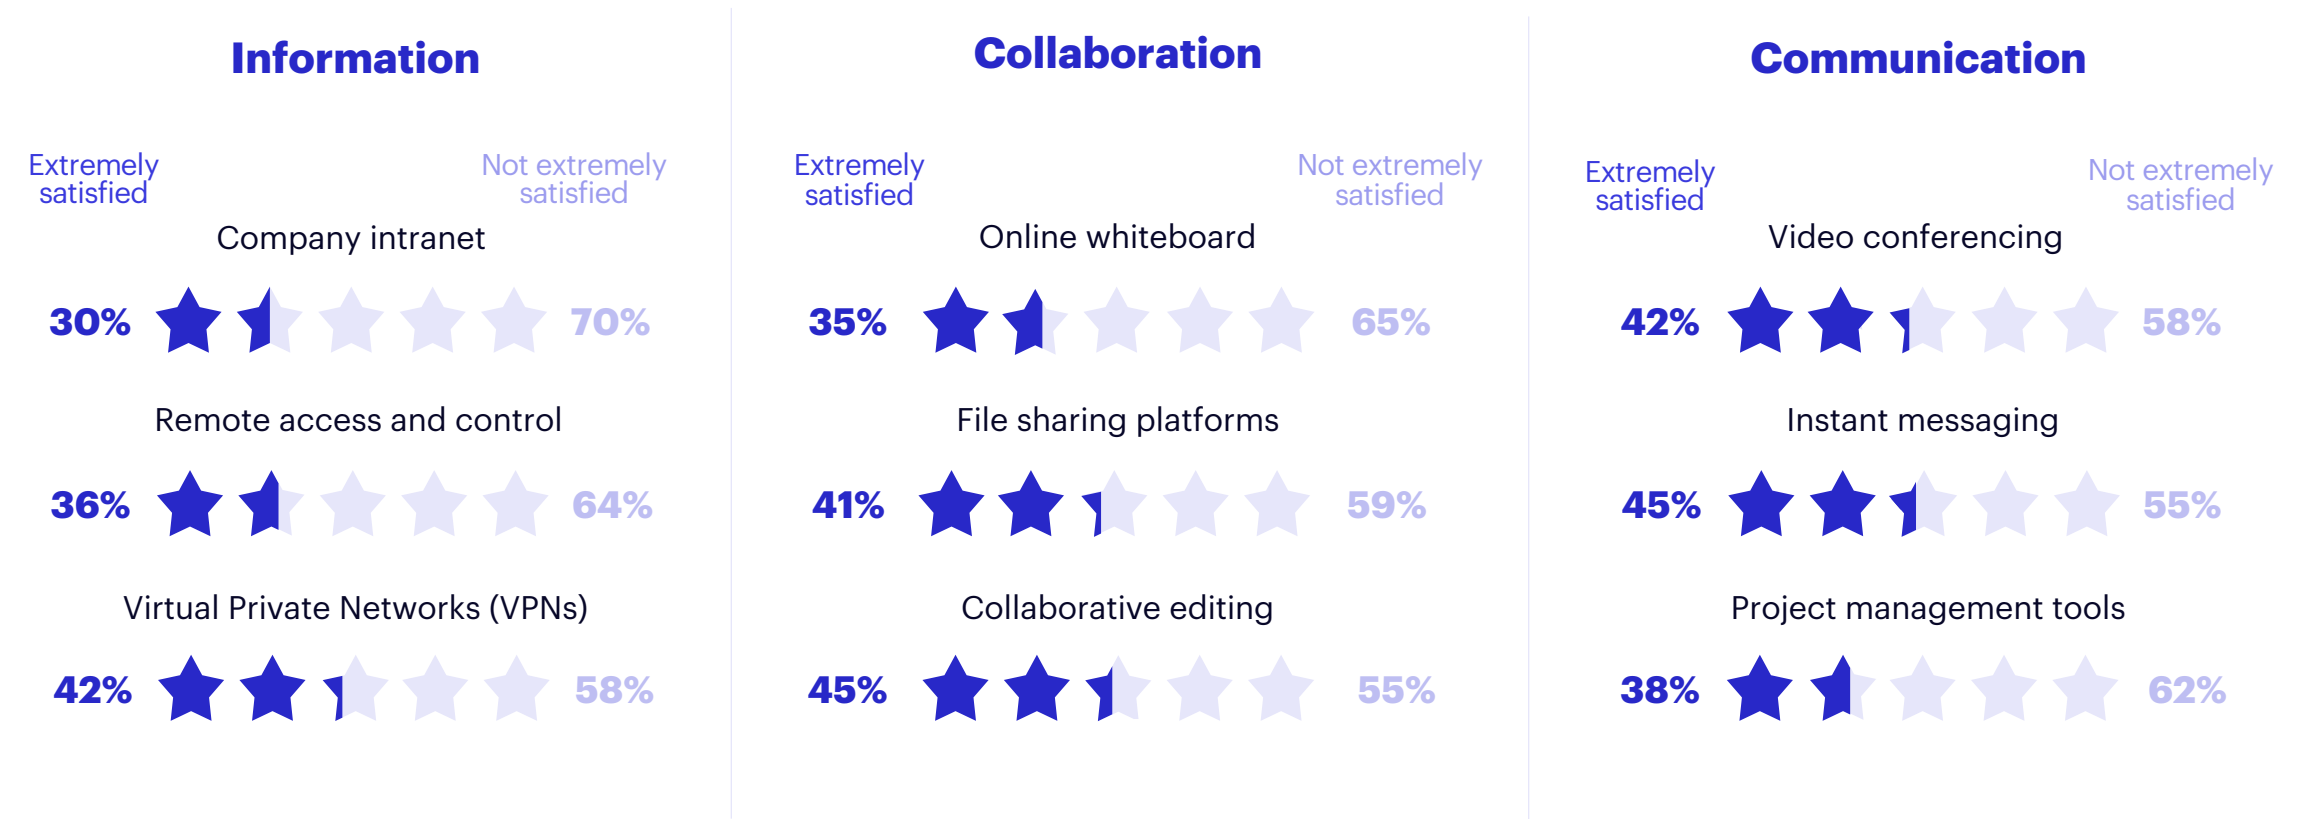 Information
Extremely
satisfied
Not extremely
satisfied
Company intranet
30% 70%
Remote access and control
36% 64%
Virtual Private Networks (VPNs)
42% 58%
Collaboration
Extremely
satisfied
Not extremely
satisfied
Online whiteboard
35% 65%
File sharing platforms
41% 59%
Collaborative editing
45% 55%
Communication
Extremely
satisfied
Not extremely
satisfied
Video conferencing
42% 58%
Instant messaging
45% 55%
Project management tools
38% 62%